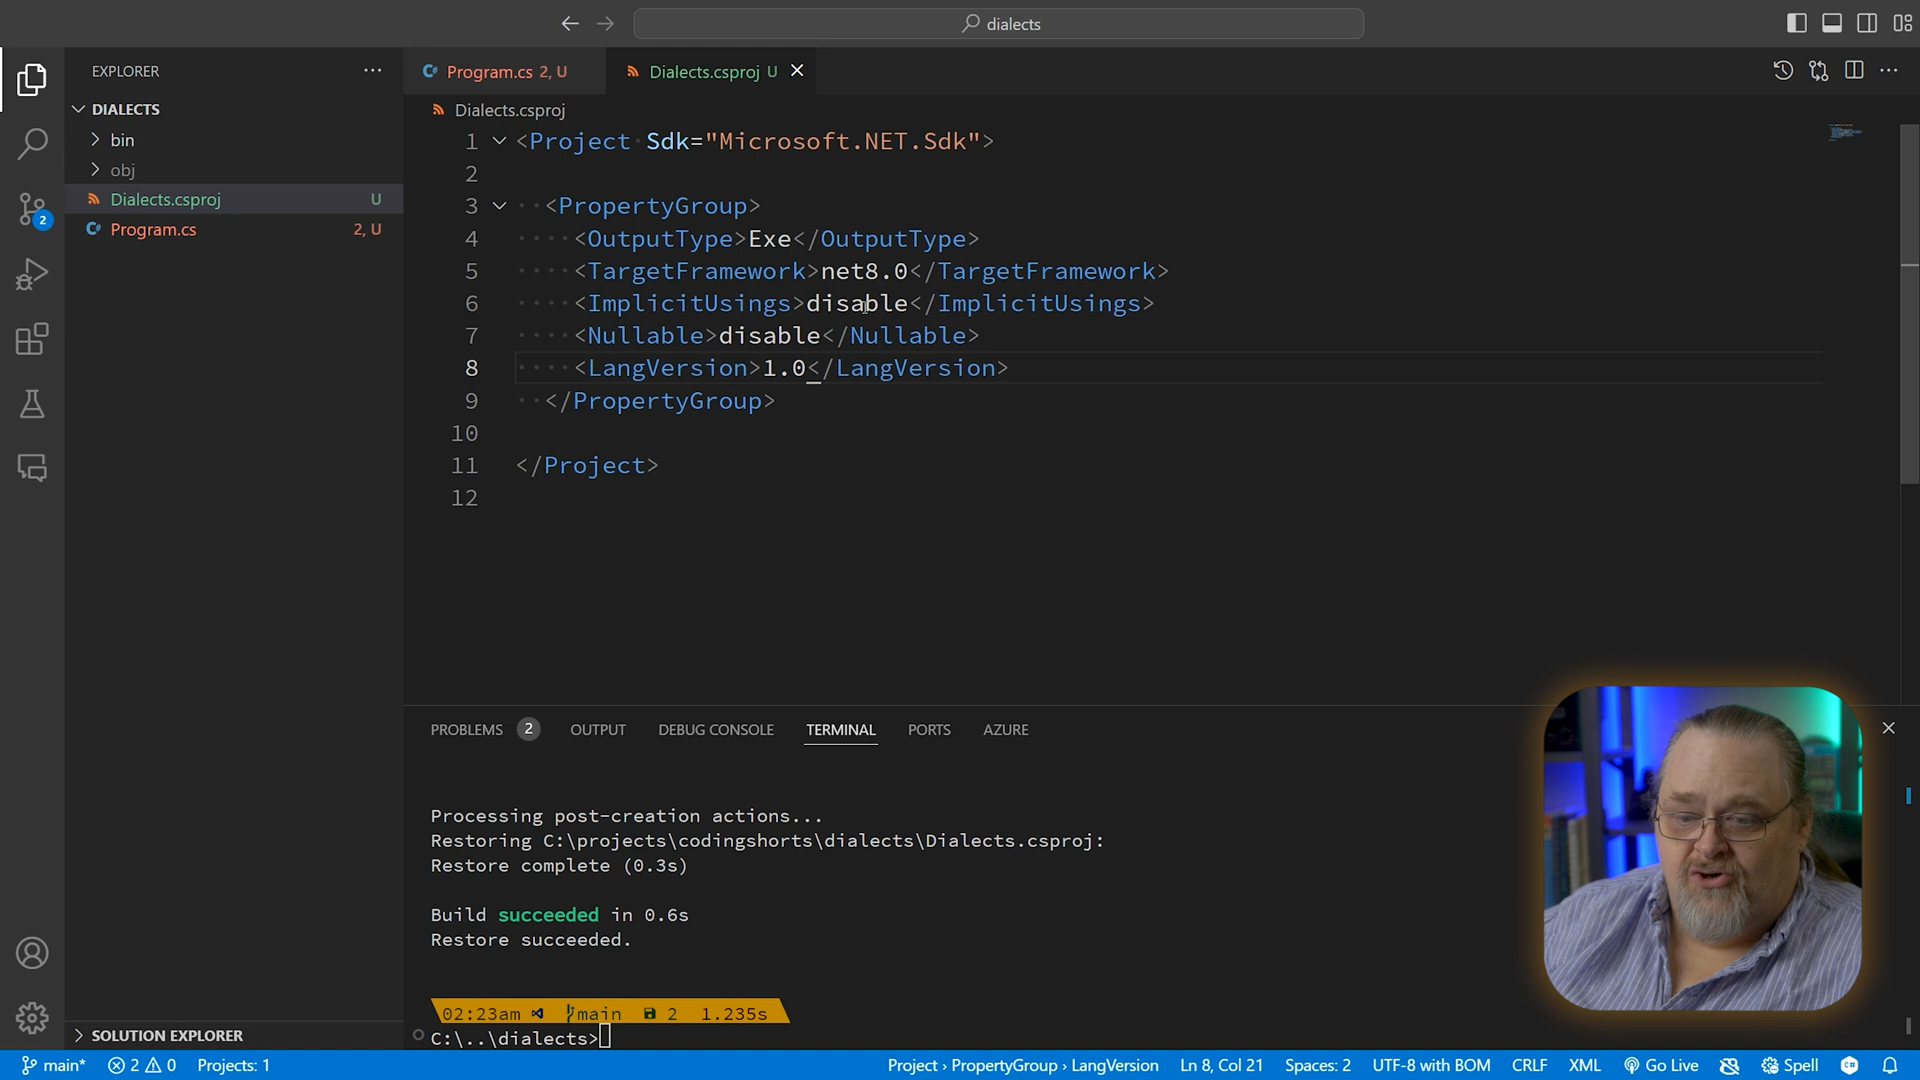 dialects
EXPLORER
Program.cs 2, U
Dialects.csproj U
DIALECTS
bin
obj
Dialects.csproj U
Program.cs 2, U
Dialects.csproj
1 <Project Sdk="Microsoft.NET.Sdk">
2
3 <PropertyGroup>
4 <OutputType>Exe</OutputType>
5 <TargetFramework>net8.0</TargetFramework>
6 <ImplicitUsings>disable</ImplicitUsings>
7 <Nullable>disable</Nullable>
8 <LangVersion>1.0</LangVersion>
9 </PropertyGroup>
10
11 </Project>
12
2
PROBLEMS 2 OUTPUT DEBUG CONSOLE TERMINAL PORTS AZURE
Processing post-creation actions...
Restoring C:\projects\codingshorts\dialects\Dialects.csproj:
Restore complete (0.3s)
Build succeeded in 0.6s
Restore succeeded.
02:23am main 2 1.235s
C:\..\dialects>
SOLUTION EXPLORER
main* 2 0 Projects: 1 Project › PropertyGroup › LangVersion Ln 8, Col 21 Spaces: 2 UTF-8 with BOM CRLF XML Go Live Spell